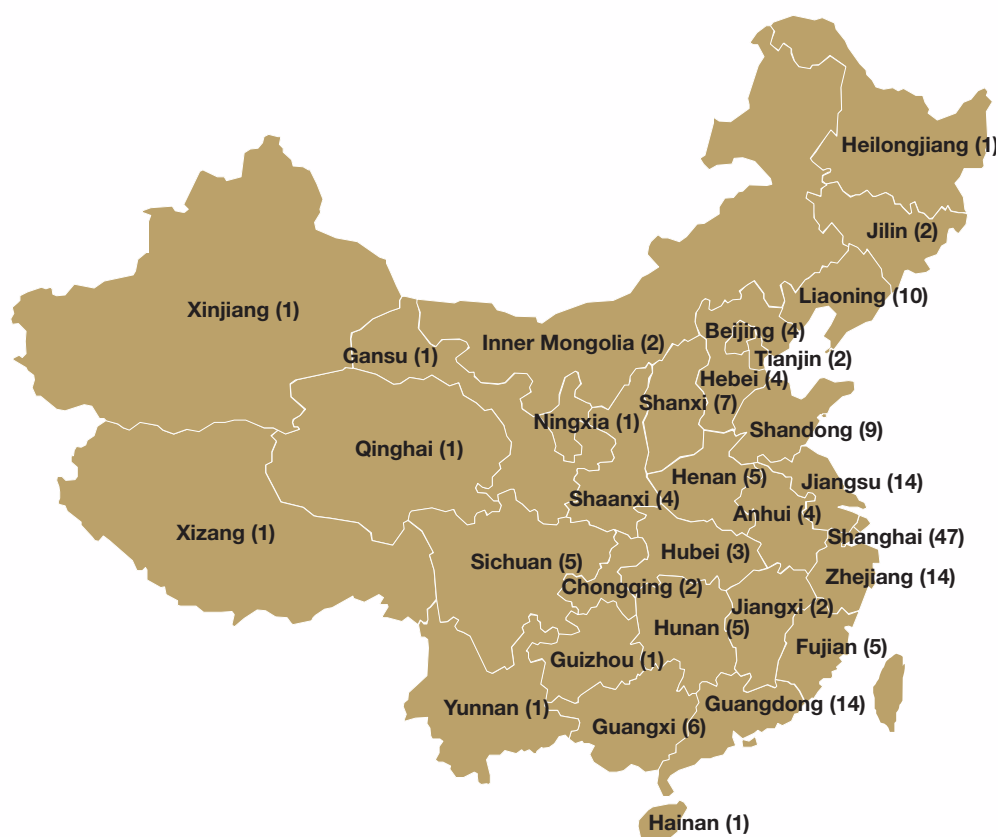 Heilongjiang (1)
Jilin (2)
Liaoning (10)
Xinjiang (1)
Beijing (4)
Inner Mongolia (2)
Gansu (1)
Tianjin (2)
Hebei (4)
Shanxi (7)
Ningxia (1)
Shandong (9)
Qinghai (1)
Henan (5)
Jiangsu (14)
Shaanxi (4)
Anhui (4)
Xizang (1)
Shanghai (47)
Hubei (3)
Sichuan (5)
Zhejiang (14)
Chongqing (2)
Jiangxi (2)
Hunan (5)
Fujian (5)
Guizhou (1)
Guangdong (14)
Yunnan (1)
Guangxi (6)
Hainan (1)